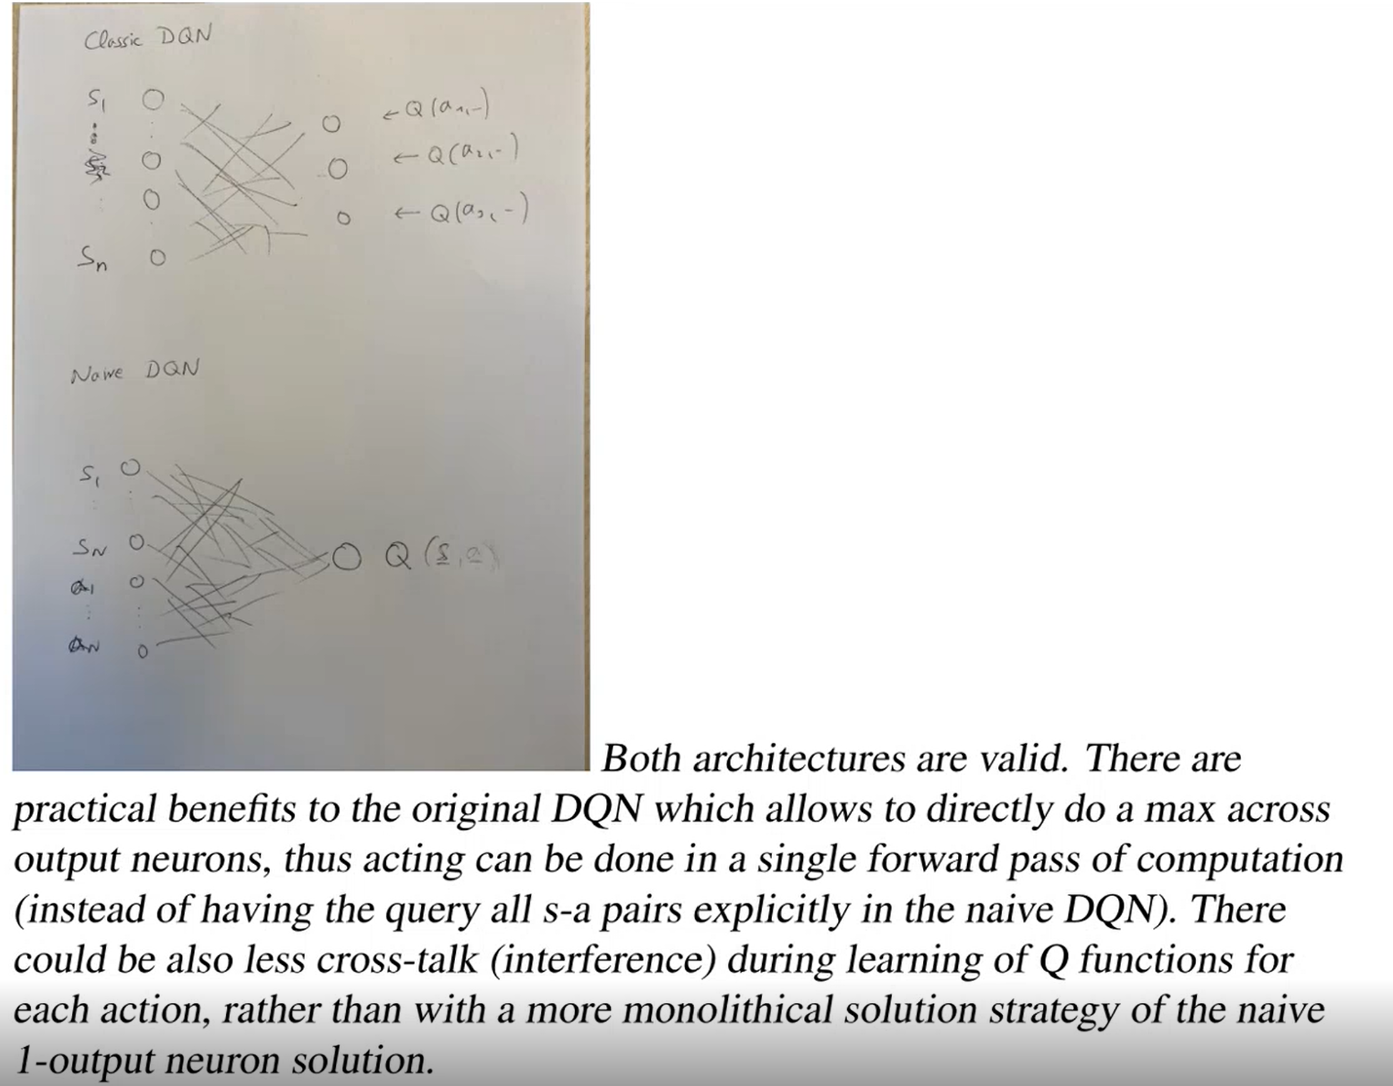 Classic DQN
S1
← Q(a1,-)
← Q(a2,-)
← Q(a3,-)
Sn
Naive DQN
S1
SN
a1
Q(s,a)
aN
Both architectures are valid. There are
practical benefits to the original DQN which allows to directly do a max across
output neurons, thus acting can be done in a single forward pass of computation
(instead of having the query all s-a pairs explicitly in the naive DQN). There
could be also less cross-talk (interference) during learning of Q functions for
each action, rather than with a more monolithical solution strategy of the naive
1-output neuron solution.